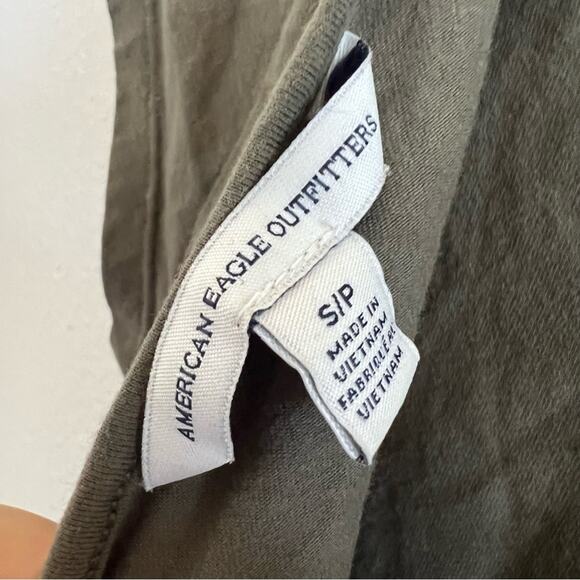 AMERICAN EAGLE OUTFITTERS
S/P
MADE IN
VIETNAM
FABRIQUÉ AU
VIETNAM